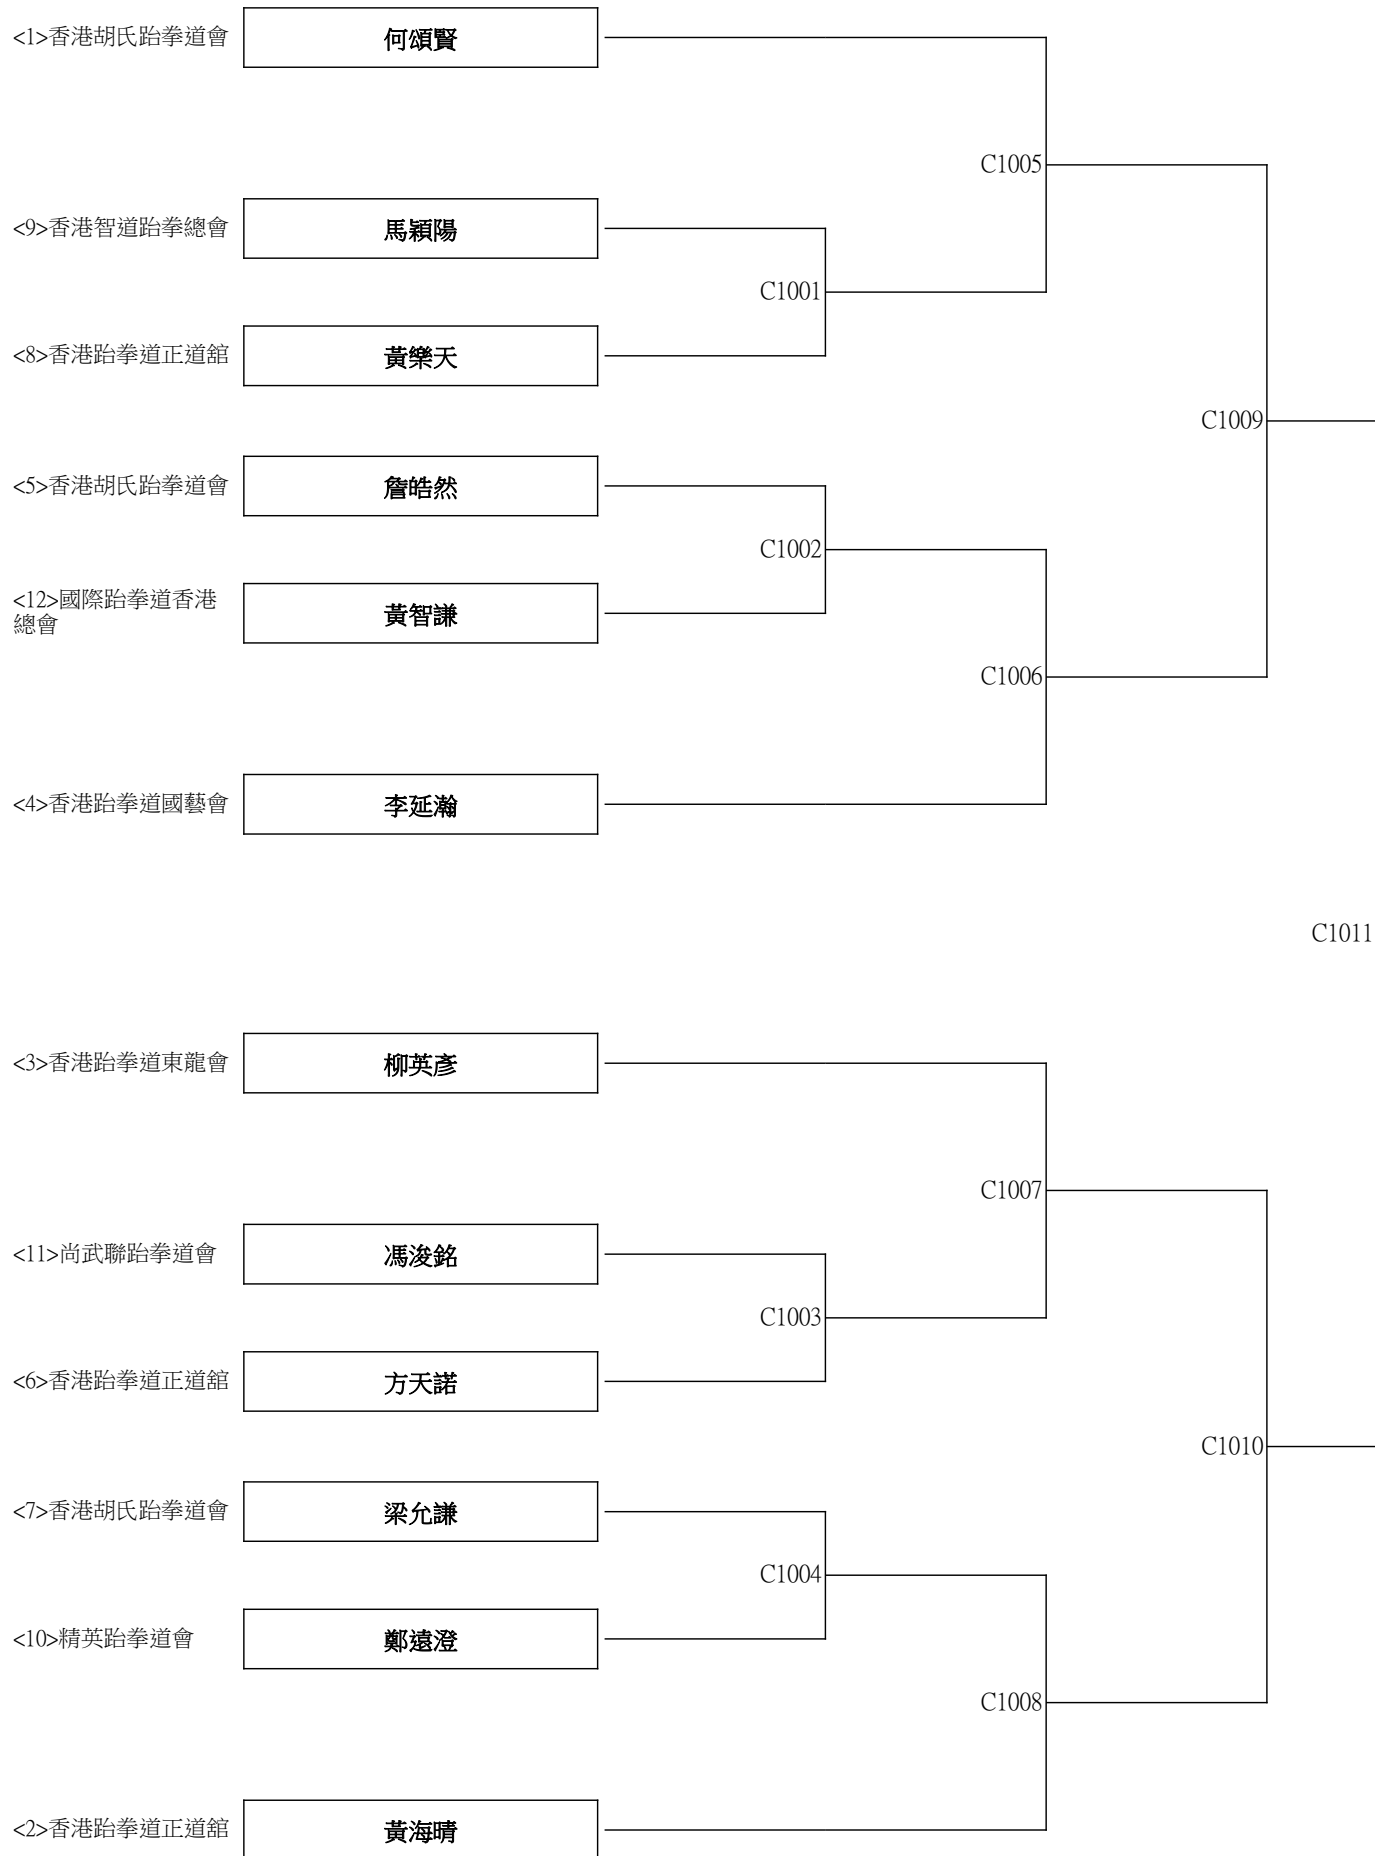 <1>香港胡氏跆拳道會
何頌賢
C1005
<9>香港智道跆拳總會
馬穎陽
C1001
<8>香港跆拳道正道舘
黃樂天
C1009
<5>香港胡氏跆拳道會
詹皓然
C1002
<12>國際跆拳道香港
總會
黃智謙
C1006
<4>香港跆拳道國藝會
李延瀚
C1011
<3>香港跆拳道東龍會
柳英彥
C1007
<11>尚武聯跆拳道會
馮浚銘
C1003
<6>香港跆拳道正道舘
方天諾
C1010
<7>香港胡氏跆拳道會
梁允謙
C1004
<10>精英跆拳道會
鄭遠澄
C1008
<2>香港跆拳道正道舘
黃海晴